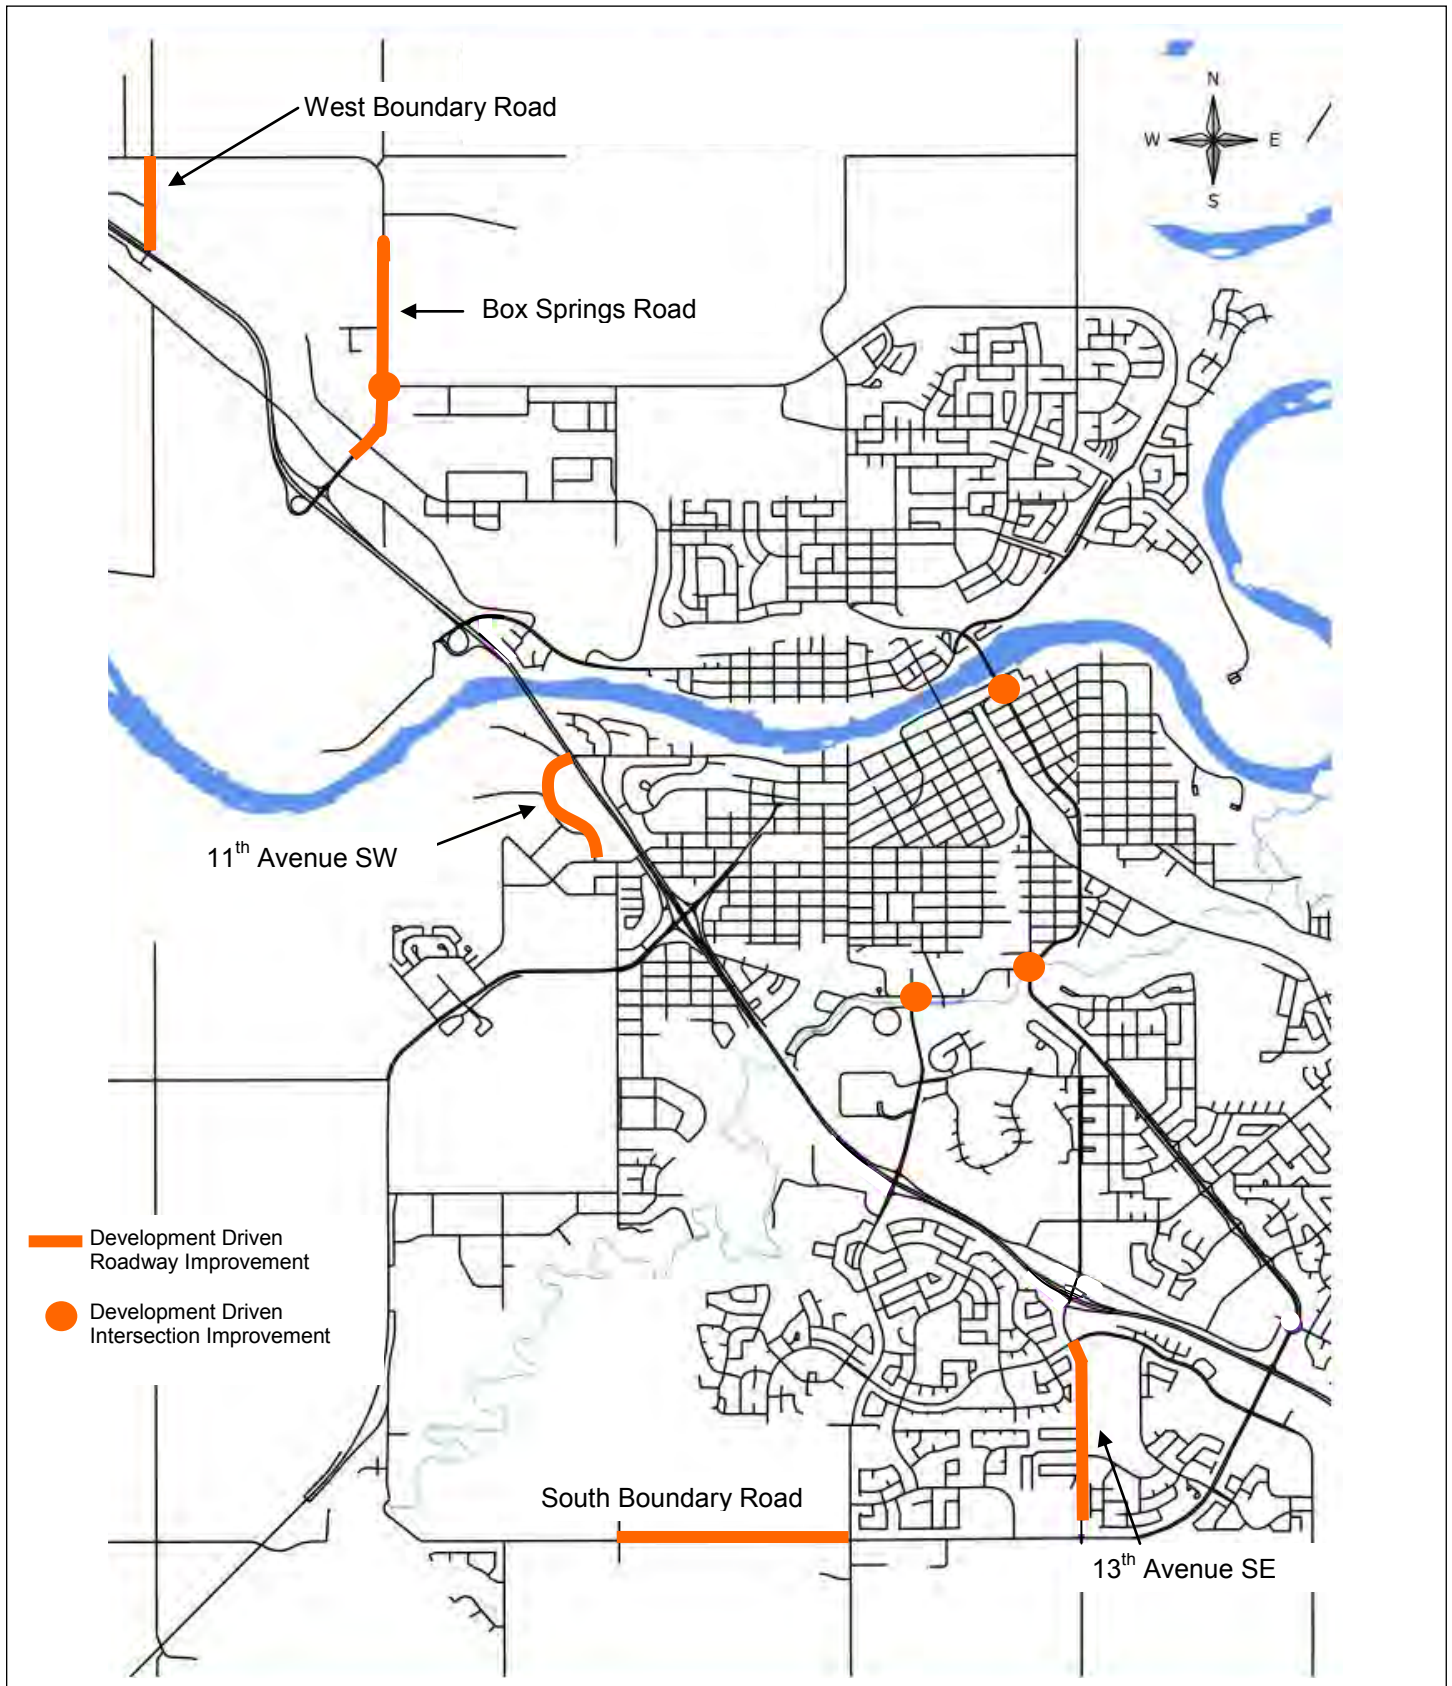 West Boundary Road
N
W E
S
Box Springs Road
11th Avenue SW
Development Driven
Roadway Improvement
Development Driven
Intersection Improvement
South Boundary Road
13th Avenue SE